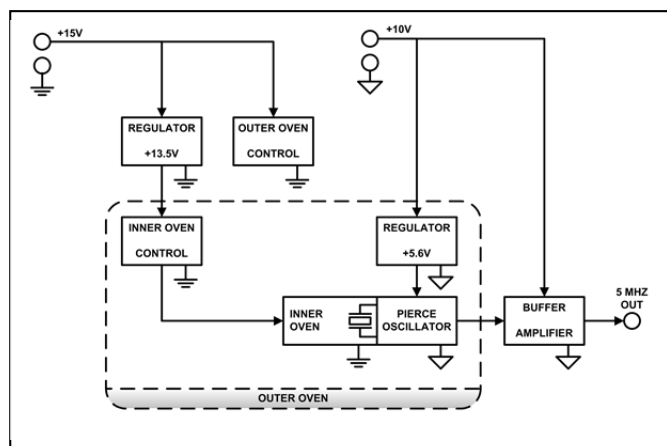 +15V
+10V
REGULATOR
+13.5V
OUTER OVEN
CONTROL
INNER OVEN
CONTROL
REGULATOR
+5.6V
INNER
OVEN
PIERCE
OSCILLATOR
BUFFER
AMPLIFIER
5 MHZ
OUT
OUTER OVEN